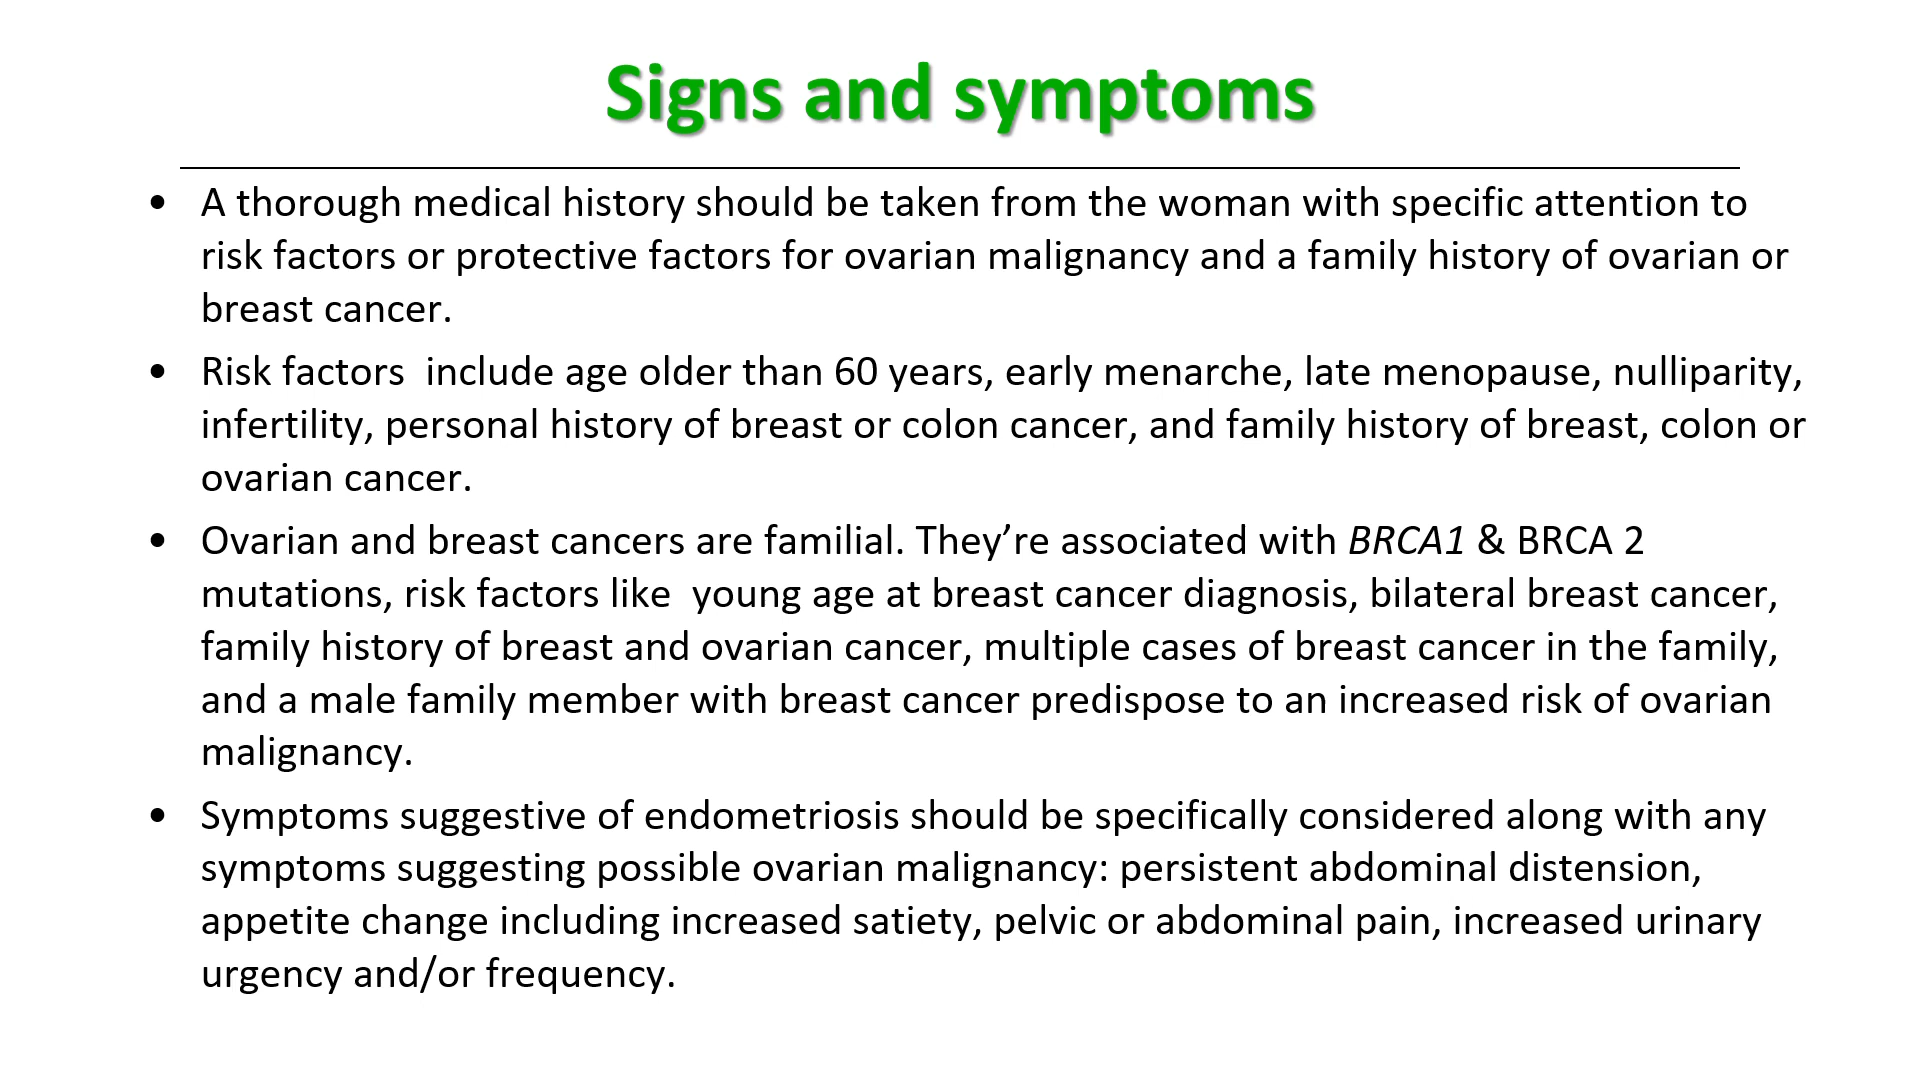 Signs and symptoms
• A thorough medical history should be taken from the woman with specific attention to
risk factors or protective factors for ovarian malignancy and a family history of ovarian or
breast cancer.
• Risk factors  include age older than 60 years, early menarche, late menopause, nulliparity,
infertility, personal history of breast or colon cancer, and family history of breast, colon or
ovarian cancer.
• Ovarian and breast cancers are familial. They’re associated with BRCA1 & BRCA 2
mutations, risk factors like  young age at breast cancer diagnosis, bilateral breast cancer,
family history of breast and ovarian cancer, multiple cases of breast cancer in the family,
and a male family member with breast cancer predispose to an increased risk of ovarian
malignancy.
• Symptoms suggestive of endometriosis should be specifically considered along with any
symptoms suggesting possible ovarian malignancy: persistent abdominal distension,
appetite change including increased satiety, pelvic or abdominal pain, increased urinary
urgency and/or frequency.